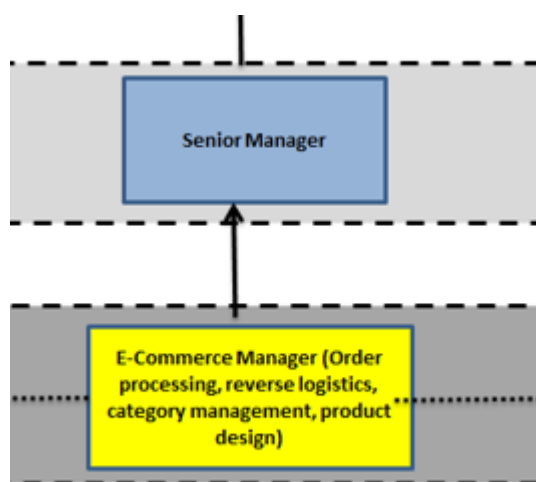 Senior Manager
E-Commerce Manager (Order
processing, reverse logistics,
category management, product
design)